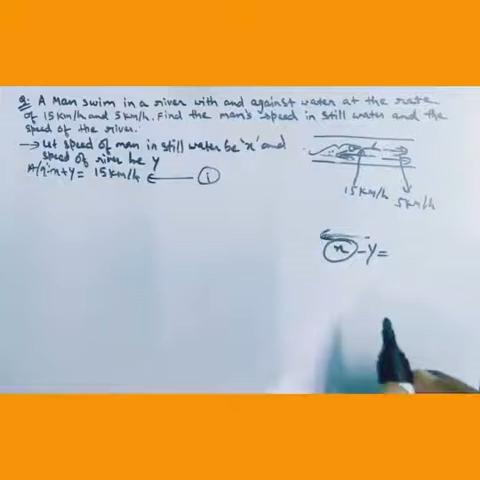 Q. A Man swim in a river with and against water at the rate
of 15 Km/h and 5 km/h. Find the man's speed in still water and the
speed of the river.
→ Let speed of man in still water be 'x' and
speed of river be y
A/q: x+y = 15 km/h ← (i)
15 km/h
5 km/h
x - y =